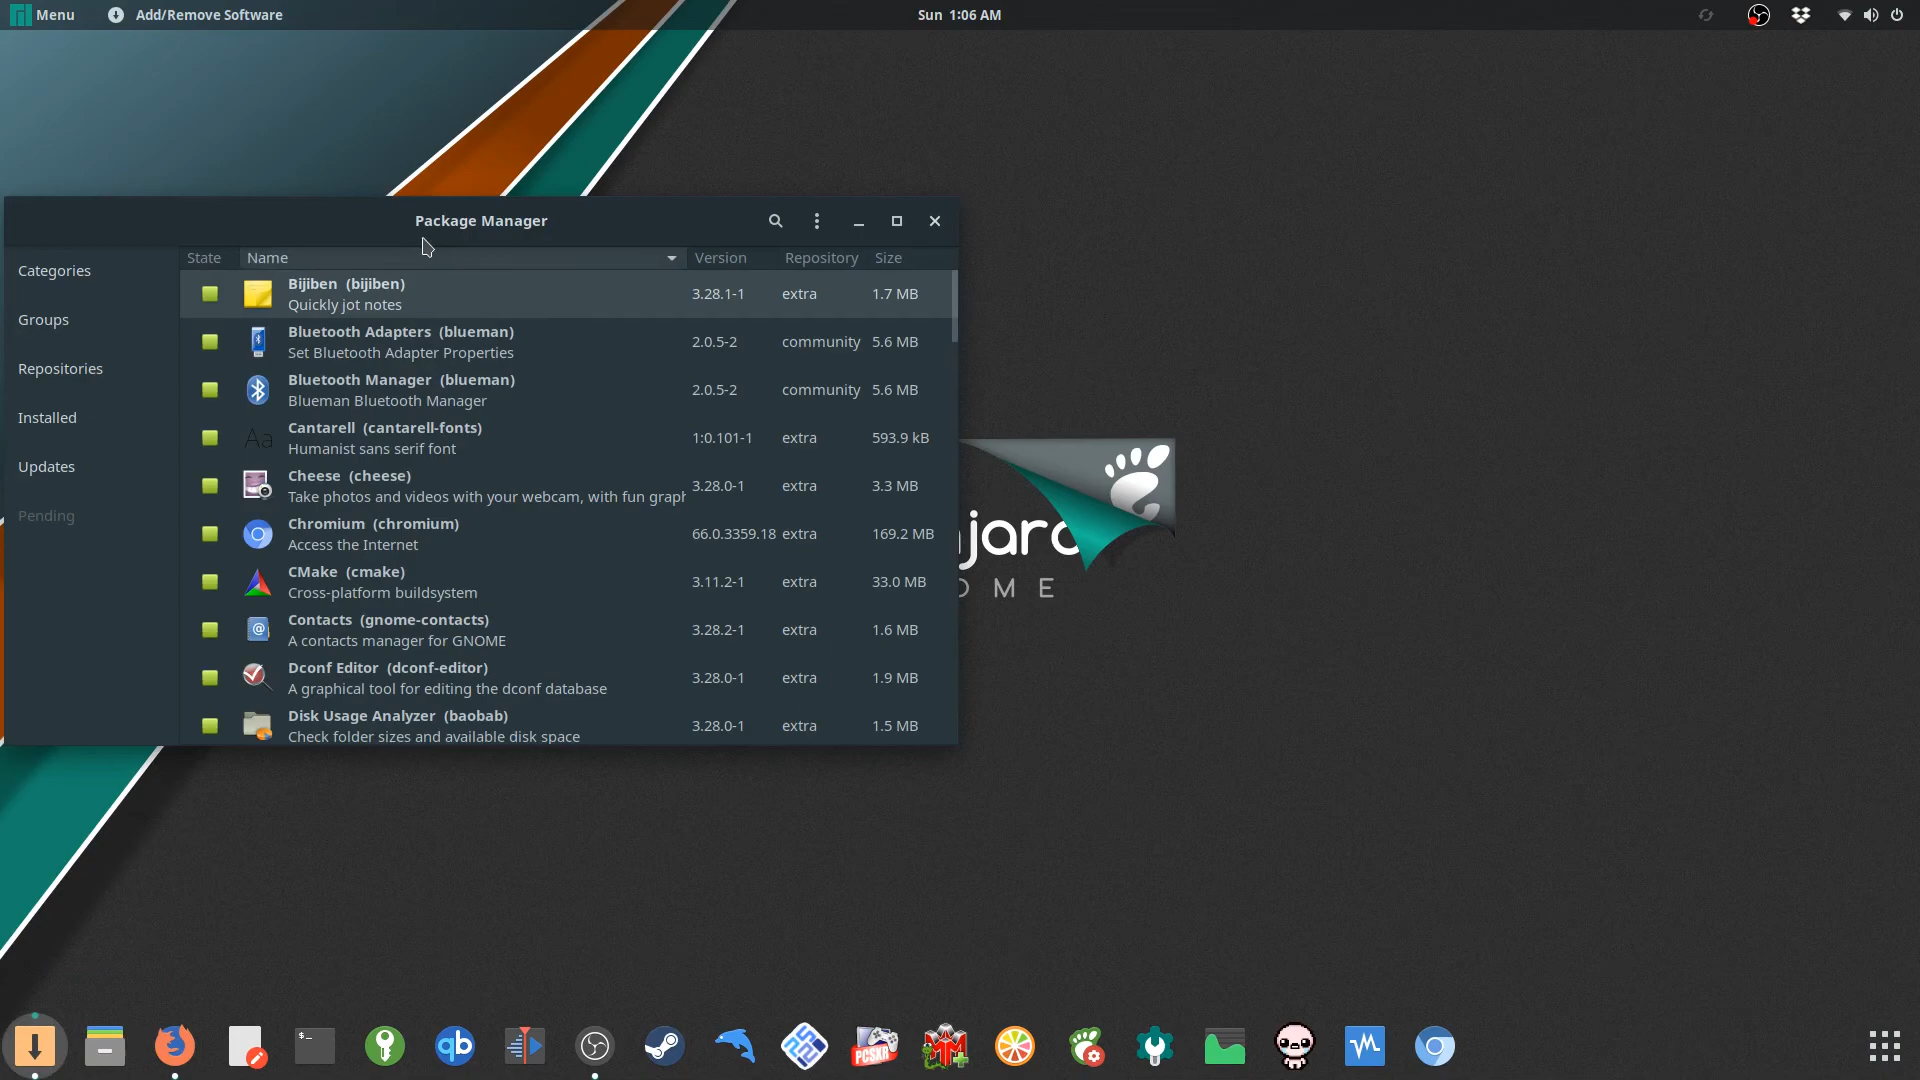 Menu
Add/Remove Software
Sun 1:06 AM
Package Manager
Categories
Groups
Repositories
Installed
Updates
Pending
State Name Version Repository Size
Bijiben (bijiben)
Quickly jot notes
3.28.1-1 extra 1.7 MB
Bluetooth Adapters (blueman)
Set Bluetooth Adapter Properties
2.0.5-2 community 5.6 MB
Bluetooth Manager (blueman)
Blueman Bluetooth Manager
2.0.5-2 community 5.6 MB
Aa
Cantarell (cantarell-fonts)
Humanist sans serif font
1:0.101-1 extra 593.9 kB
Cheese (cheese)
Take photos and videos with your webcam, with fun graph
3.28.0-1 extra 3.3 MB
Chromium (chromium)
Access the Internet
66.0.3359.18 extra 169.2 MB
CMake (cmake)
Cross-platform buildsystem
3.11.2-1 extra 33.0 MB
@
Contacts (gnome-contacts)
A contacts manager for GNOME
3.28.2-1 extra 1.6 MB
Dconf Editor (dconf-editor)
A graphical tool for editing the dconf database
3.28.0-1 extra 1.9 MB
Disk Usage Analyzer (baobab)
Check folder sizes and available disk space
3.28.0-1 extra 1.5 MB
jaro
O M E
$_
qb
PCSXR